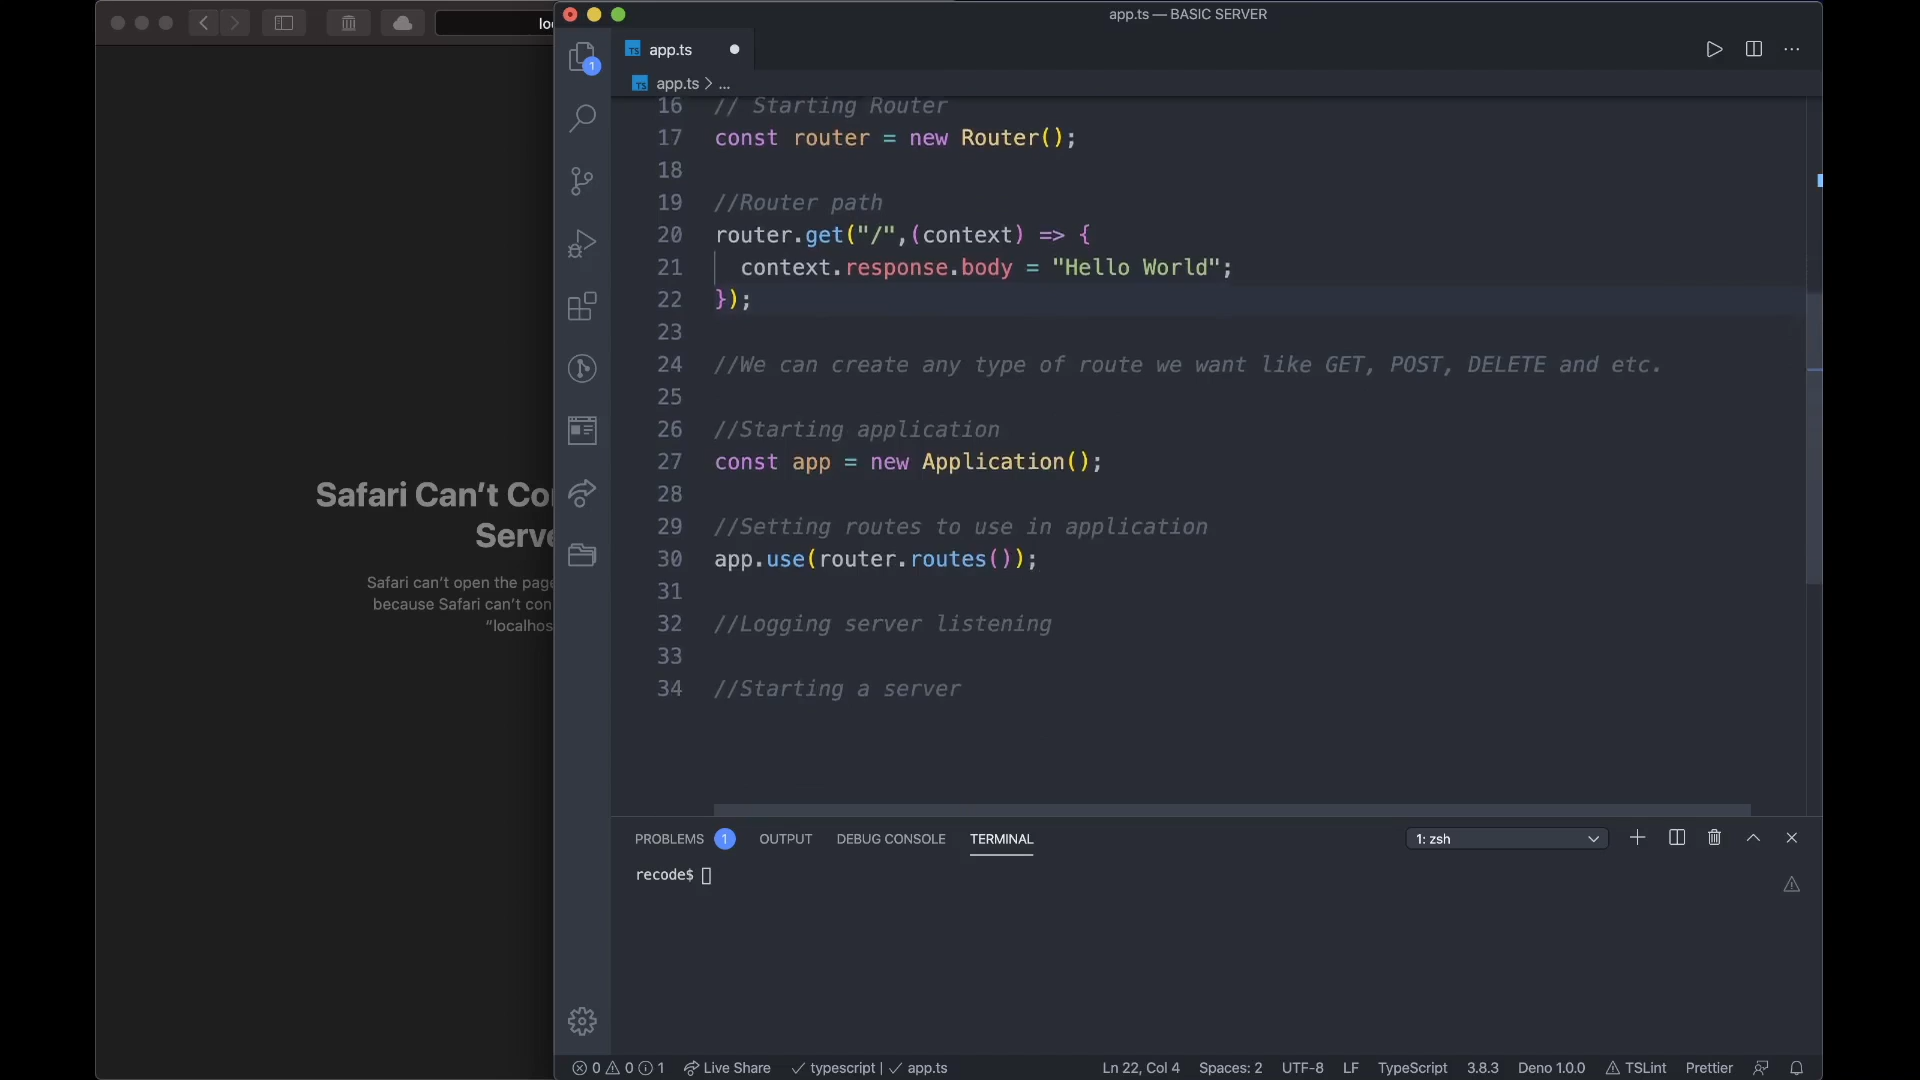 lo
app.ts — BASIC SERVER
TS app.ts
1
TS app.ts > ...
16 // Starting Router
17 const router = new Router();
18
19 //Router path
20 router.get("/",(context) => {
21 context.response.body = "Hello World";
22 });
23
24 //We can create any type of route we want like GET, POST, DELETE and etc.
25
26 //Starting application
27 const app = new Application();
28
29 //Setting routes to use in application
30 app.use(router.routes());
31
32 //Logging server listening
33
34 //Starting a server
Safari Can’t Co
Serve
Safari can’t open the page
because Safari can’t con
“localhos
PROBLEMS 1 OUTPUT DEBUG CONSOLE TERMINAL 1: zsh
recode$
0 0 1 Live Share typescript | app.ts Ln 22, Col 4 Spaces: 2 UTF-8 LF TypeScript 3.8.3 Deno 1.0.0 TSLint Prettier